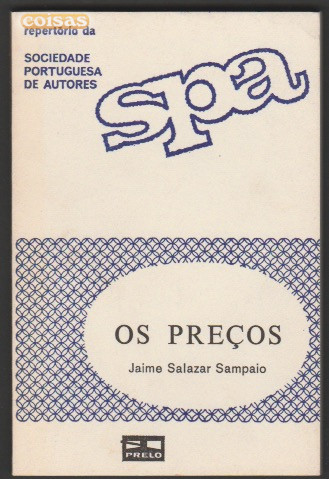 coisas
repertório da
SOCIEDADE
PORTUGUESA
DE AUTORES
spa
OS PREÇOS
Jaime Salazar Sampaio
PRELO